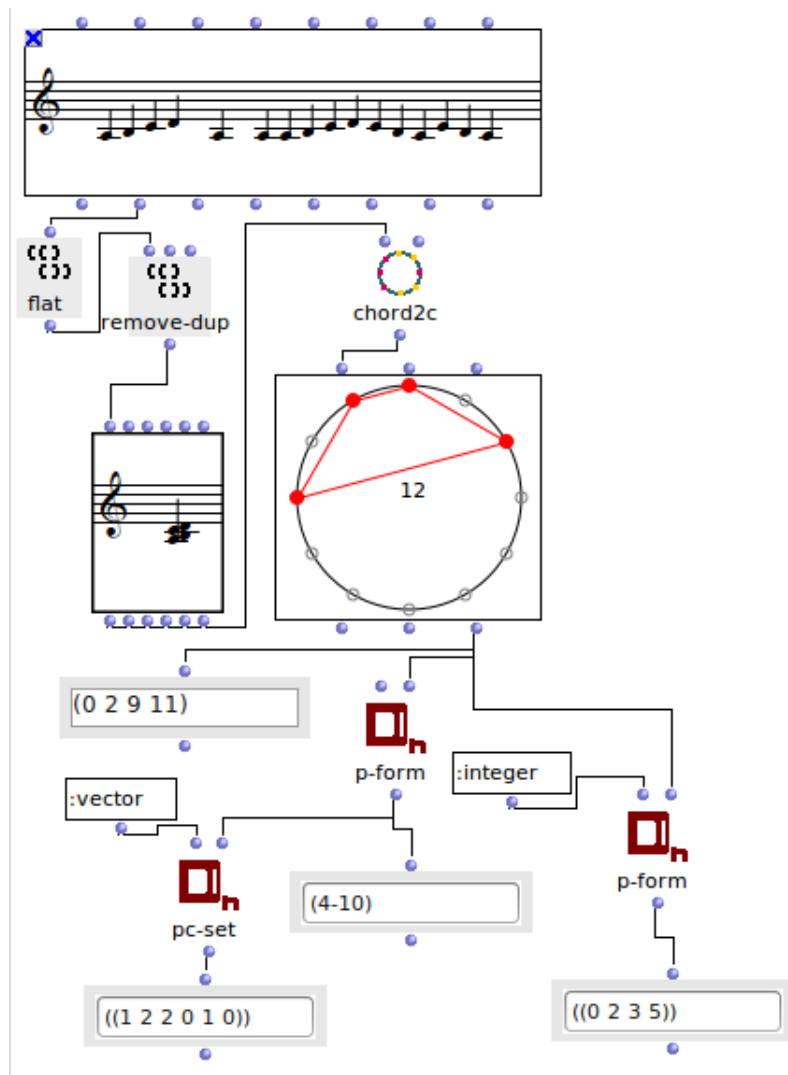 flat
remove-dup
chord2c
12
(0 2 9 11)
p-form
:integer
:vector
p-form
(4-10)
pc-set
((1 2 2 0 1 0))
((0 2 3 5))